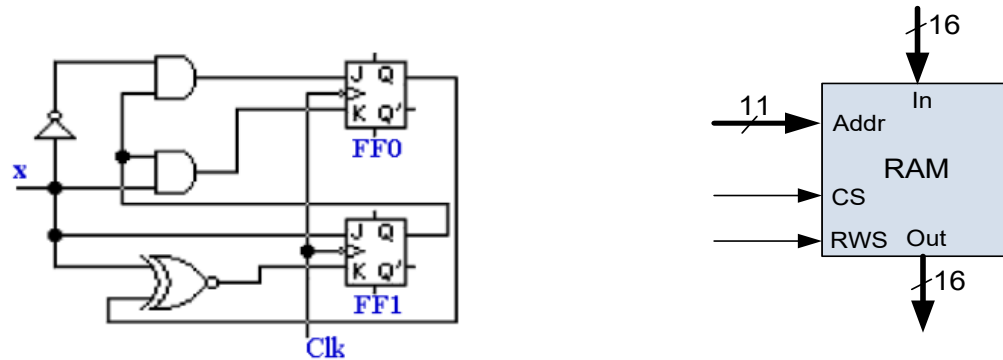 J Q
K Q'
FF0
x
J Q
K Q'
FF1
Clk
16
In
11
Addr
RAM
CS
RWS Out
16